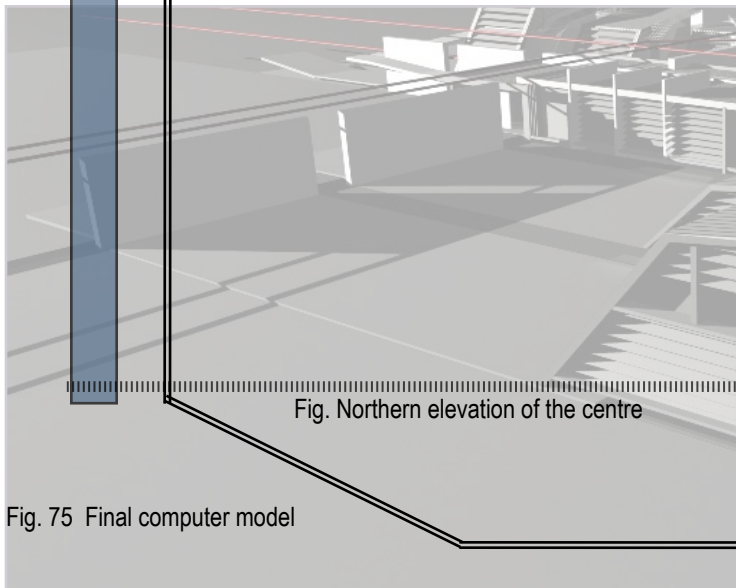 Fig. Northern elevation of the centre
Fig. 75 Final computer model